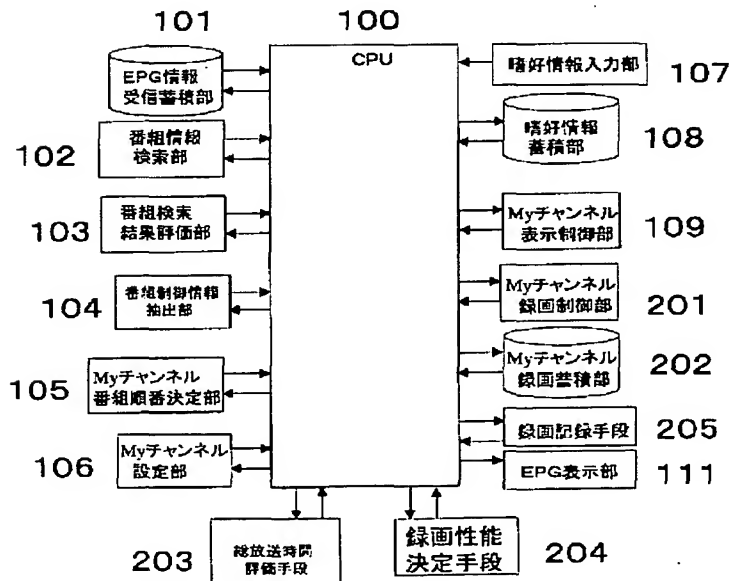 101
100
CPU
EPG情報
受信蓄積部
102
番組情報
検索部
103
番組検索
結果評価部
104
番組制御情報
抽出部
105
Myチャンネル
番組順番決定部
106
Myチャンネル
設定部
嗜好情報入力部
107
嗜好情報
蓄積部
108
Myチャンネル
表示制御部
109
Myチャンネル
録画制御部
201
Myチャンネル
録画蓄積部
202
録画記録手段
205
EPG表示部
111
203
総放送時間
評価手段
録画性能
決定手段
204